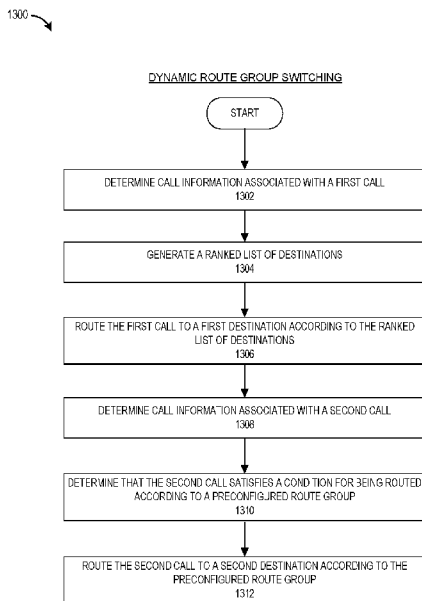 1300
DYNAMIC ROUTE GROUP SWITCHING
START
DETERMINE CALL INFORMATION ASSOCIATED WITH A FIRST CALL
1302
GENERATE A RANKED LIST OF DESTINATIONS
1304
ROUTE THE FIRST CALL TO A FIRST DESTINATION ACCORDING TO THE RANKED
LIST OF DESTINATIONS
1306
DETERMINE CALL INFORMATION ASSOCIATED WITH A SECOND CALL
1308
DETERMINE THAT THE SECOND CALL SATISFIES A CONDITION FOR BEING ROUTED
ACCORDING TO A PRECONFIGURED ROUTE GROUP
1310
ROUTE THE SECOND CALL TO A SECOND DESTINATION ACCORDING TO THE
PRECONFIGURED ROUTE GROUP
1312